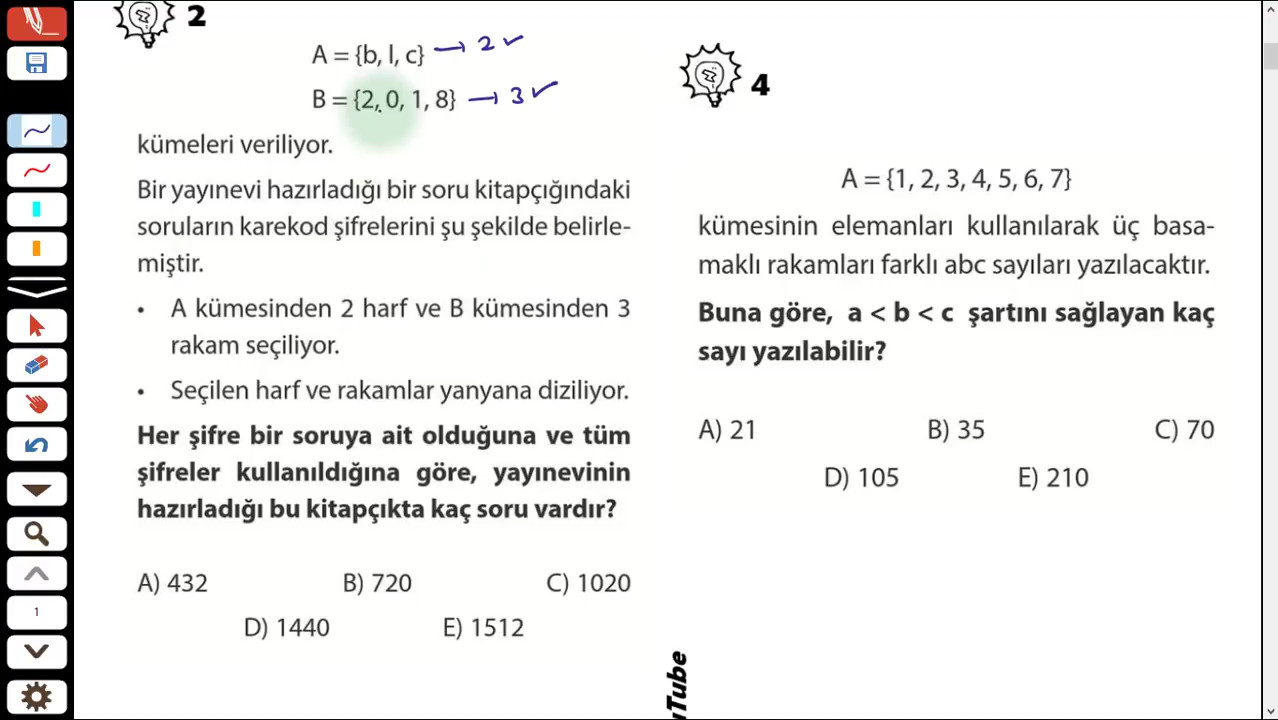 2
A = {b, l, c} → 2 ✓
B = {2, 0, 1, 8} → 3 ✓
kümeleri veriliyor.
Bir yayınevi hazırladığı bir soru kitapçığındaki
soruların karekod şifrelerini şu şekilde belirle-
miştir.
• A kümesinden 2 harf ve B kümesinden 3
rakam seçiliyor.
• Seçilen harf ve rakamlar yanyana diziliyor.
Her şifre bir soruya ait olduğuna ve tüm
şifreler kullanıldığına göre, yayınevinin
hazırladığı bu kitapçıkta kaç soru vardır?
A) 432 B) 720 C) 1020
D) 1440 E) 1512
4
A = {1, 2, 3, 4, 5, 6, 7}
kümesinin elemanları kullanılarak üç basa-
maklı rakamları farklı abc sayıları yazılacaktır.
Buna göre, a < b < c şartını sağlayan kaç
sayı yazılabilir?
A) 21 B) 35 C) 70
D) 105 E) 210
uTube
1